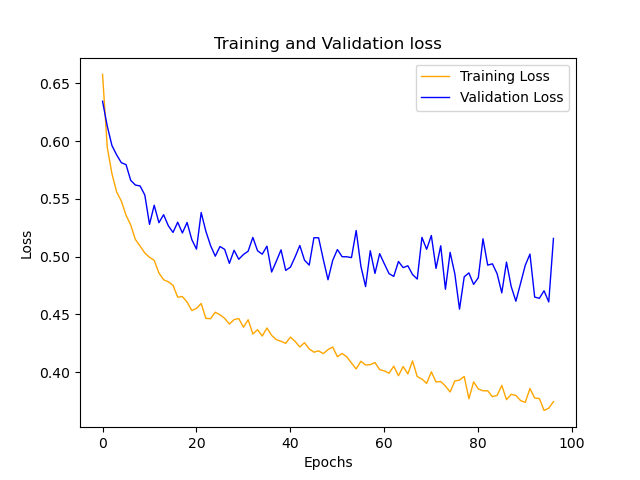 Training and Validation loss
Training Loss
Validation Loss
0.65
0.60
0.55
0.50
0.45
0.40
Loss
0 20 40 60 80 100
Epochs